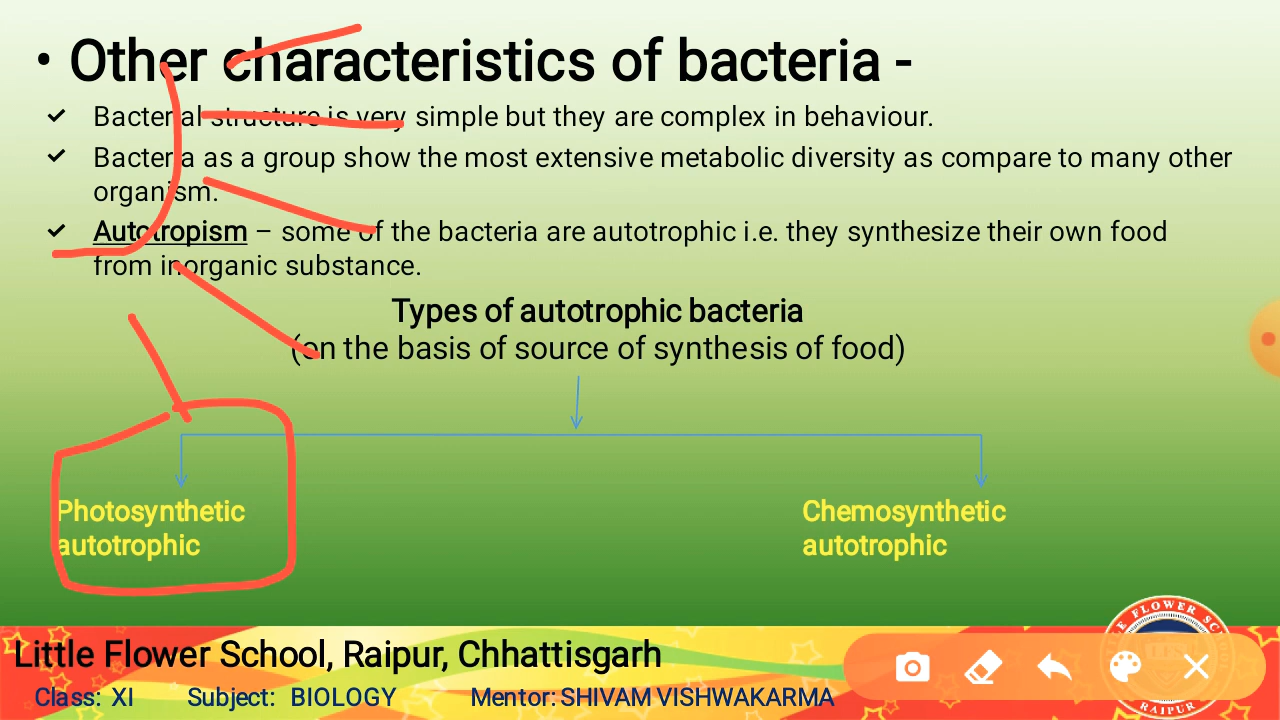 • Other characteristics of bacteria -
Bacterial structure is very simple but they are complex in behaviour.
Bacteria as a group show the most extensive metabolic diversity as compare to many other
organism.
Autotropism – some of the bacteria are autotrophic i.e. they synthesize their own food
from inorganic substance.
Types of autotrophic bacteria
(on the basis of source of synthesis of food)
Photosynthetic
autotrophic
Chemosynthetic
autotrophic
Little Flower School, Raipur, Chhattisgarh
Class: XI Subject: BIOLOGY Mentor: SHIVAM VISHWAKARMA
FLOWER
RAIPUR